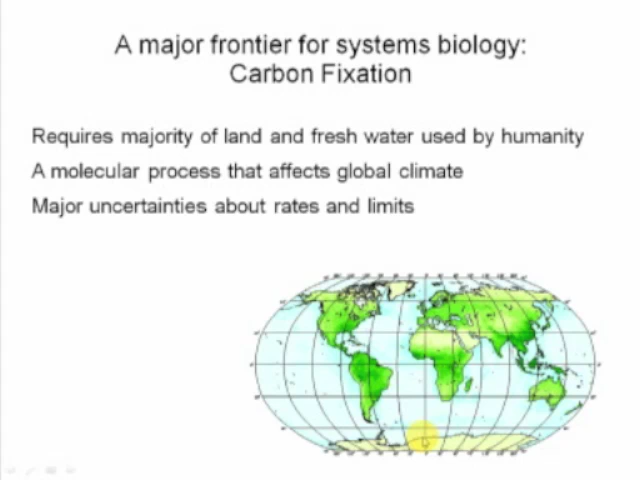 A major frontier for systems biology:
Carbon Fixation
Requires majority of land and fresh water used by humanity
A molecular process that affects global climate
Major uncertainties about rates and limits